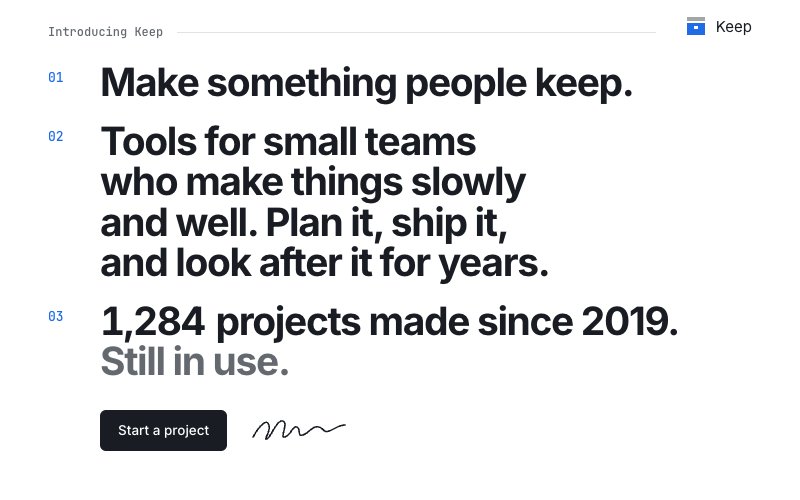 Introducing Keep
Keep
01
Make something people keep.
02
Tools for small teams
who make things slowly
and well. Plan it, ship it,
and look after it for years.
03
1,284 projects made since 2019.
Still in use.
Start a project